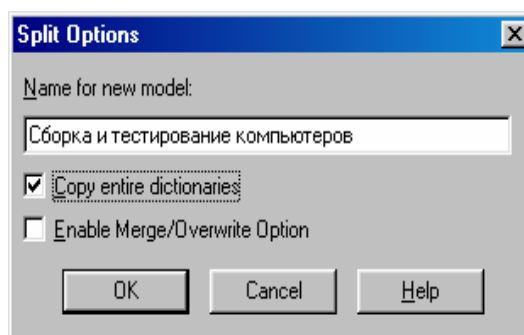 Split Options
Name for new model:
Сборка и тестирование компьютеров
Copy entire dictionaries
Enable Merge/Overwrite Option
OK Cancel Help